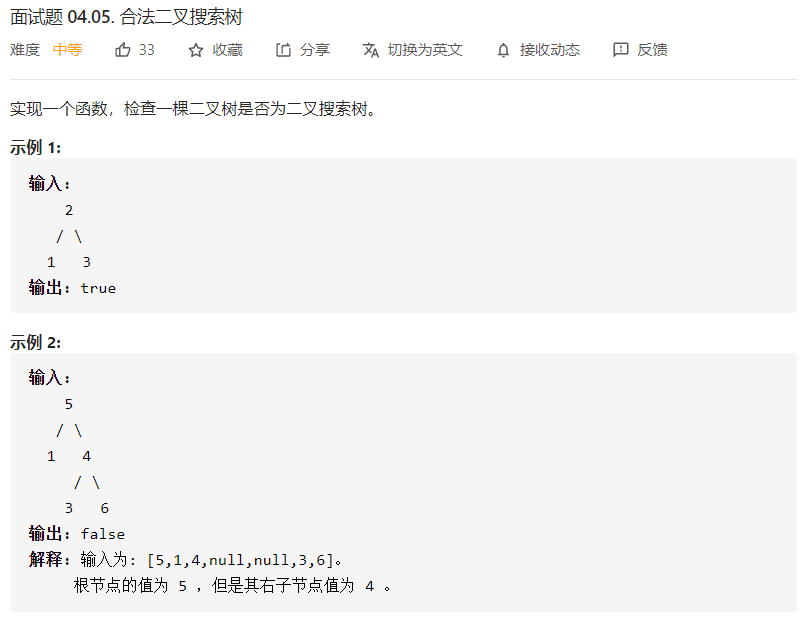 面试题 04.05. 合法二叉搜索树
难度 中等 33 收藏 分享 切换为英文 接收动态 反馈
实现一个函数，检查一棵二叉树是否为二叉搜索树。
示例 1:
输入:
2
/ \
1 3
输出: true
示例 2:
输入:
5
/ \
1 4
/ \
3 6
输出: false
解释: 输入为: [5,1,4,null,null,3,6]。
根节点的值为 5 ，但是其右子节点值为 4 。